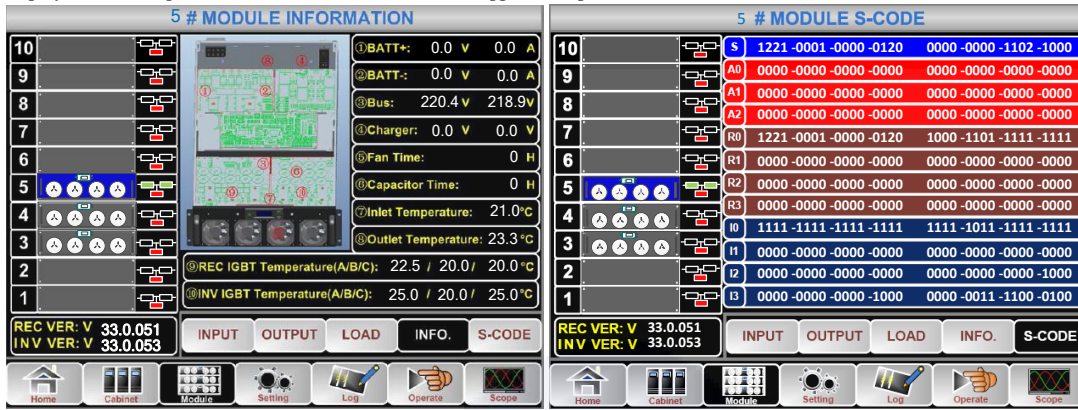 5 # MODULE INFORMATION
10
9
8
7
6
5
4
3
2
1
①BATT+: 0.0 V 0.0 A
②BATT-: 0.0 V 0.0 A
③Bus: 220.4 V 218.9V
④Charger: 0.0 V 0.0 V
⑤Fan Time: 0 H
⑥Capacitor Time: 0 H
⑦Inlet Temperature: 21.0°C
⑧Outlet Temperature: 23.3°C
⑨REC IGBT Temperature(A/B/C): 22.5 / 20.0/ 20.0°C
⑩INV IGBT Temperature(A/B/C): 25.0 / 20.0/ 25.0°C
REC VER: V 33.0.051
INV VER: V 33.0.053
INPUT OUTPUT LOAD INFO. S-CODE
Home Cabinet Module Setting Log Operate Scope
5 # MODULE S-CODE
10
9
8
7
6
5
4
3
2
1
S 1221 -0001 -0000 -0120 0000 -0000 -1102 -1000
A0 0000 -0000 -0000 -0000 0000 -0000 -0000 -0000
A1 0000 -0000 -0000 -0000 0000 -0000 -0000 -0000
A2 0000 -0000 -0000 -0000 0000 -0000 -0000 -0000
R0 1221 -0001 -0000 -0120 1000 -1101 -1111 -1111
R1 0000 -0000 -0000 -0000 0000 -0000 -0000 -0000
R2 0000 -0000 -0000 -0000 0000 -0000 -0000 -0000
R3 0000 -0000 -0000 -0000 0000 -0000 -0000 -0000
I0 1111 -1111 -1111 -1111 1111 -1011 -1111 -1111
I1 0000 -0000 -0000 -0000 0000 -0000 -0000 -0000
I2 0000 -0000 -0000 -0000 0000 -0000 -0000 -1000
I3 0000 -0000 -0000 -1000 0000 -0011 -1100 -0100
REC VER: V 33.0.051
INV VER: V 33.0.053
INPUT OUTPUT LOAD INFO. S-CODE
Home Cabinet Module Setting Log Operate Scope